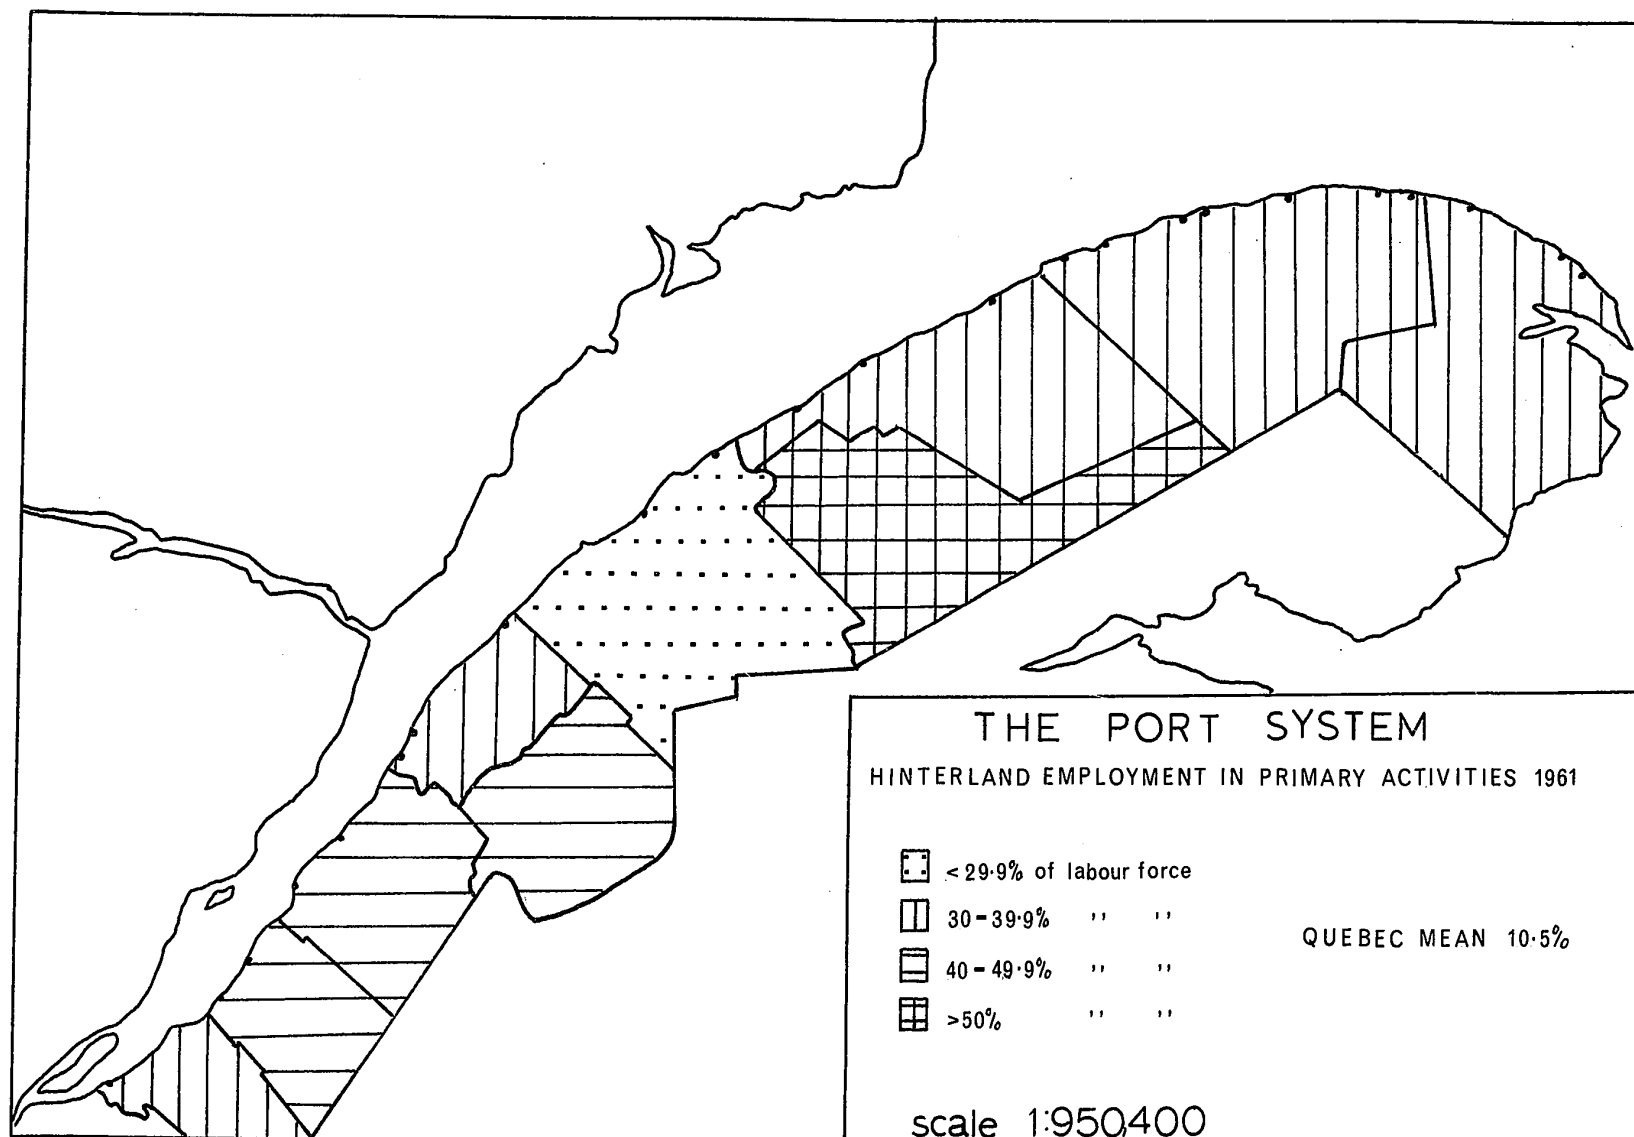 THE PORT SYSTEM
HINTERLAND EMPLOYMENT IN PRIMARY ACTIVITIES 1961
<29·9% of labour force
30-39·9% ,, ,,
QUEBEC MEAN 10·5%
40-49·9% ,, ,,
>50% ,, ,,
scale 1:950,400